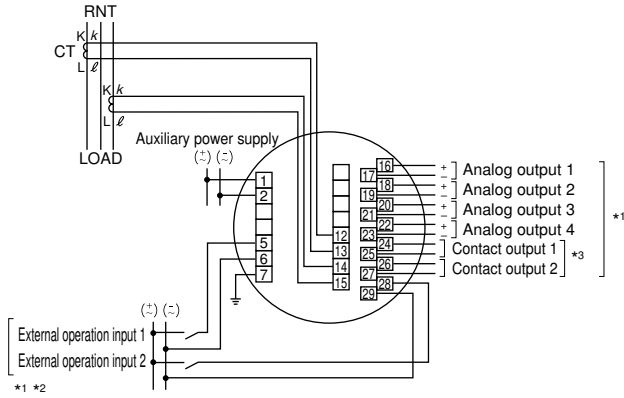 RNT
K k
CT
L ℓ
K k
L ℓ
LOAD
Auxiliary power supply
(+~) (-~)
1
2
5
6
7
12
13
14
15
16
17
18
19
20
21
22
23
24
25
26
27
28
29
+ Analog output 1
−
+ Analog output 2
−
+ Analog output 3
−
+ Analog output 4
−
Contact output 1
Contact output 2
*3
*1
(+~) (-~)
External operation input 1
External operation input 2
*1 *2